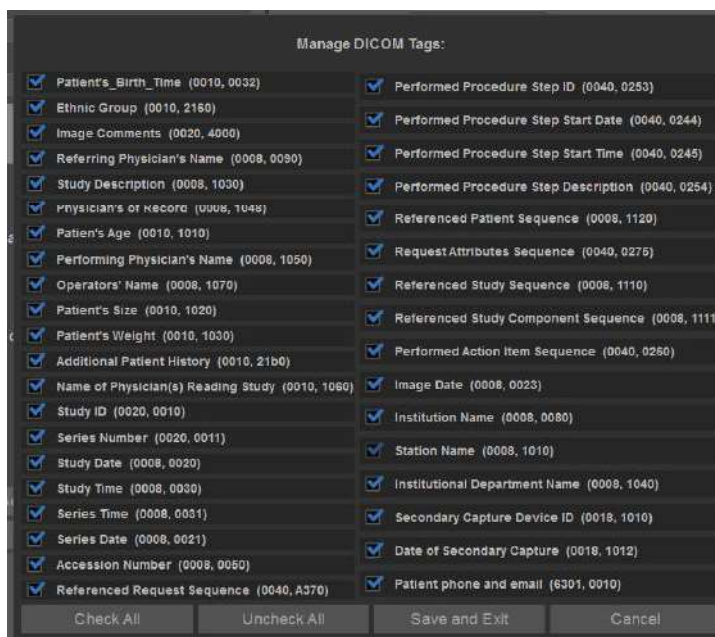 Manage DICOM Tags:
Patient's_Birth_Time (0010, 0032)
Ethnic Group (0010, 2160)
Image Comments (0020, 4000)
Referring Physician's Name (0008, 0090)
Study Description (0008, 1030)
Physician's of Record (0008, 1048)
Patien's Age (0010, 1010)
Performing Physician's Name (0008, 1050)
Operators' Name (0008, 1070)
Patient's Size (0010, 1020)
Patient's Weight (0010, 1030)
Additional Patient History (0010, 21b0)
Name of Physician(s) Reading Study (0010, 1060)
Study ID (0020, 0010)
Series Number (0020, 0011)
Study Date (0008, 0020)
Study Time (0008, 0030)
Series Time (0008, 0031)
Series Date (0008, 0021)
Accession Number (0008, 0050)
Referenced Request Sequence (0040, A370)
Performed Procedure Step ID (0040, 0253)
Performed Procedure Step Start Date (0040, 0244)
Performed Procedure Step Start Time (0040, 0245)
Performed Procedure Step Description (0040, 0254)
Referenced Patient Sequence (0008, 1120)
Request Attributes Sequence (0040, 0275)
Referenced Study Sequence (0008, 1110)
Referenced Study Component Sequence (0008, 1111
Performed Action Item Sequence (0040, 0260)
Image Date (0008, 0023)
Institution Name (0008, 0080)
Station Name (0008, 1010)
Institutional Department Name (0008, 1040)
Secondary Capture Device ID (0018, 1010)
Date of Secondary Capture (0018, 1012)
Patient phone and email (6301, 0010)
Check All
Uncheck All
Save and Exit
Cancel